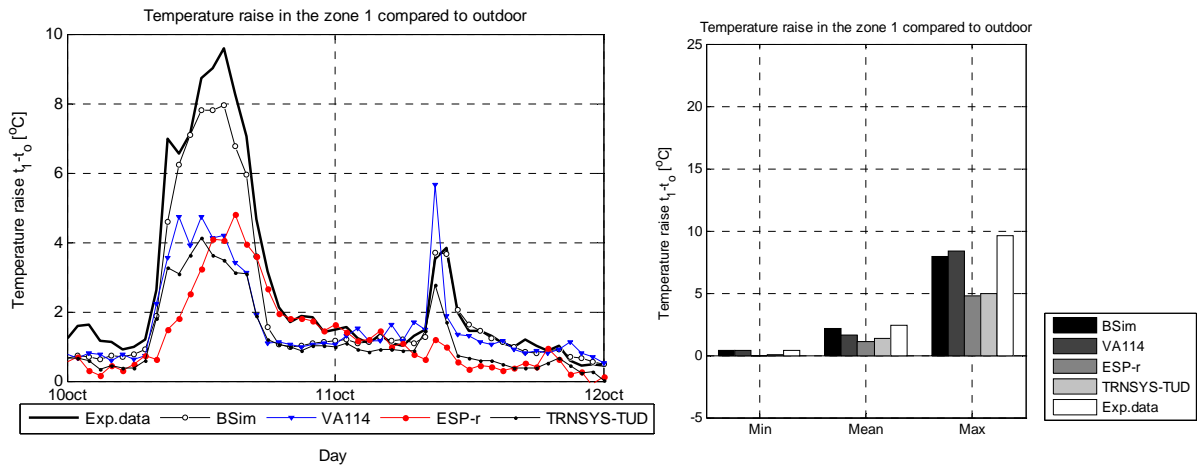 Temperature raise in the zone 1 compared to outdoor
Temperature raise t1-to [oC]
10
8
6
4
2
0
10oct
11oct
12oct
Exp.data
BSim
VA114
ESP-r
TRNSYS-TUD
Day
Temperature raise in the zone 1 compared to outdoor
Temperature raise t1-to [oC]
25
20
15
10
5
0
-5
Min
Mean
Max
BSim
VA114
ESP-r
TRNSYS-TUD
Exp.data